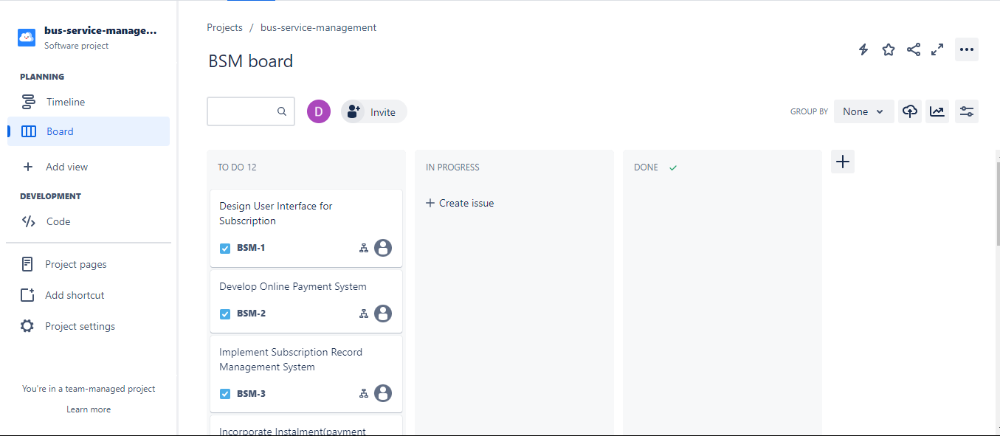 bus-service-manage...
Software project
PLANNING
Timeline
Board
Add view
DEVELOPMENT
Code
Project pages
Add shortcut
Project settings
You're in a team-managed project
Learn more
Projects / bus-service-management
BSM board
D
Invite
GROUP BY
None
TO DO 12
Design User Interface for
Subscription
BSM-1
Develop Online Payment System
BSM-2
Implement Subscription Record
Management System
BSM-3
Incorporate Instalment(payment
IN PROGRESS
Create issue
DONE